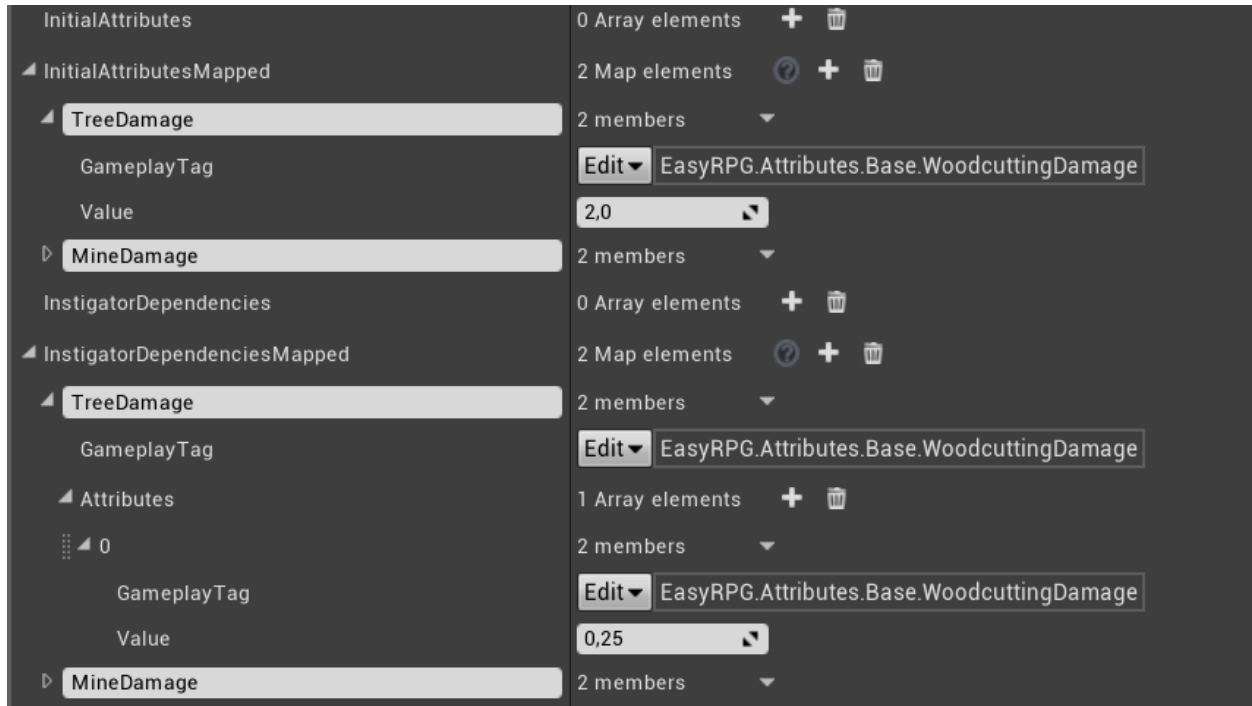 InitialAttributes 0 Array elements
InitialAttributesMapped 2 Map elements
TreeDamage 2 members
GameplayTag Edit EasyRPG.Attributes.Base.WoodcuttingDamage
Value 2,0
MineDamage 2 members
InstigatorDependencies 0 Array elements
InstigatorDependenciesMapped 2 Map elements
TreeDamage 2 members
GameplayTag Edit EasyRPG.Attributes.Base.WoodcuttingDamage
Attributes 1 Array elements
0 2 members
GameplayTag Edit EasyRPG.Attributes.Base.WoodcuttingDamage
Value 0,25
MineDamage 2 members